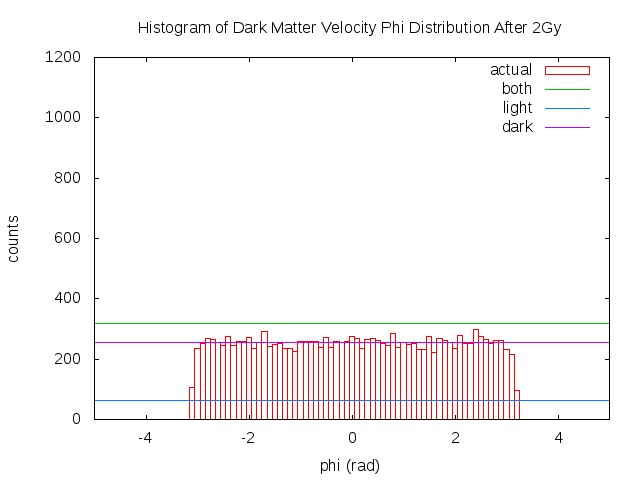 Histogram of Dark Matter Velocity Phi Distribution After 2Gy
1200
1000
800
600
400
200
0
counts
actual
both
light
dark
-4 -2 0 2 4
phi (rad)